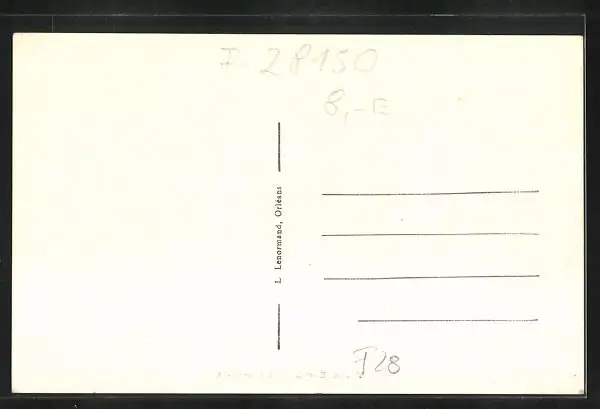 F-28150
8,-E
L. Lenormand, Orléans
F28